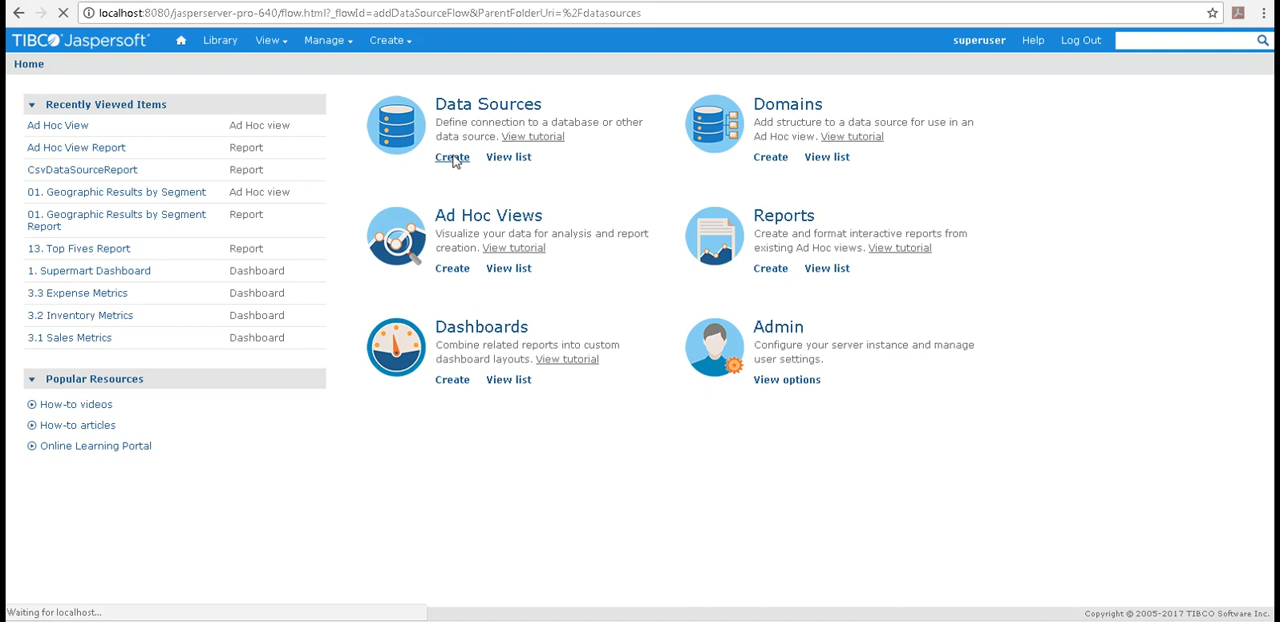 localhost:8080/jasperserver-pro-640/flow.html?_flowId=addDataSourceFlow&ParentFolderUri=%2Fdatasources
TIBCO Jaspersoft® Library View Manage Create superuser Help Log Out
Home
Recently Viewed Items
Ad Hoc View Ad Hoc view
Ad Hoc View Report Report
CsvDataSourceReport Report
01. Geographic Results by Segment Ad Hoc view
01. Geographic Results by Segment Report
Report
13. Top Fives Report Report
1. Supermart Dashboard Dashboard
3.3 Expense Metrics Dashboard
3.2 Inventory Metrics Dashboard
3.1 Sales Metrics Dashboard
Popular Resources
How-to videos
How-to articles
Online Learning Portal
Data Sources
Define connection to a database or other
data source. View tutorial
Create View list
Domains
Add structure to a data source for use in an
Ad Hoc view. View tutorial
Create View list
Ad Hoc Views
Visualize your data for analysis and report
creation. View tutorial
Create View list
Reports
Create and format interactive reports from
existing Ad Hoc views. View tutorial
Create View list
Dashboards
Combine related reports into custom
dashboard layouts. View tutorial
Create View list
Admin
Configure your server instance and manage
user settings.
View options
Waiting for localhost...
Copyright © 2005-2017 TIBCO Software Inc.